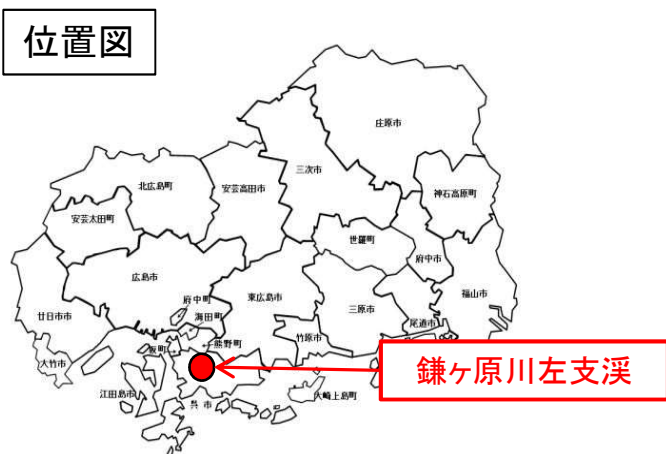 位置図
庄原市
三次市
北広島町
安芸高田市
神石高原町
安芸太田町
世羅町
府中市
広島市
福山市
東広島市
府中町
三原市
廿日市市
海田町
尾道市
竹原市
熊野町
坂町
大竹市
鎌ヶ原川左支渓
江田島市
大崎上島町
呉市